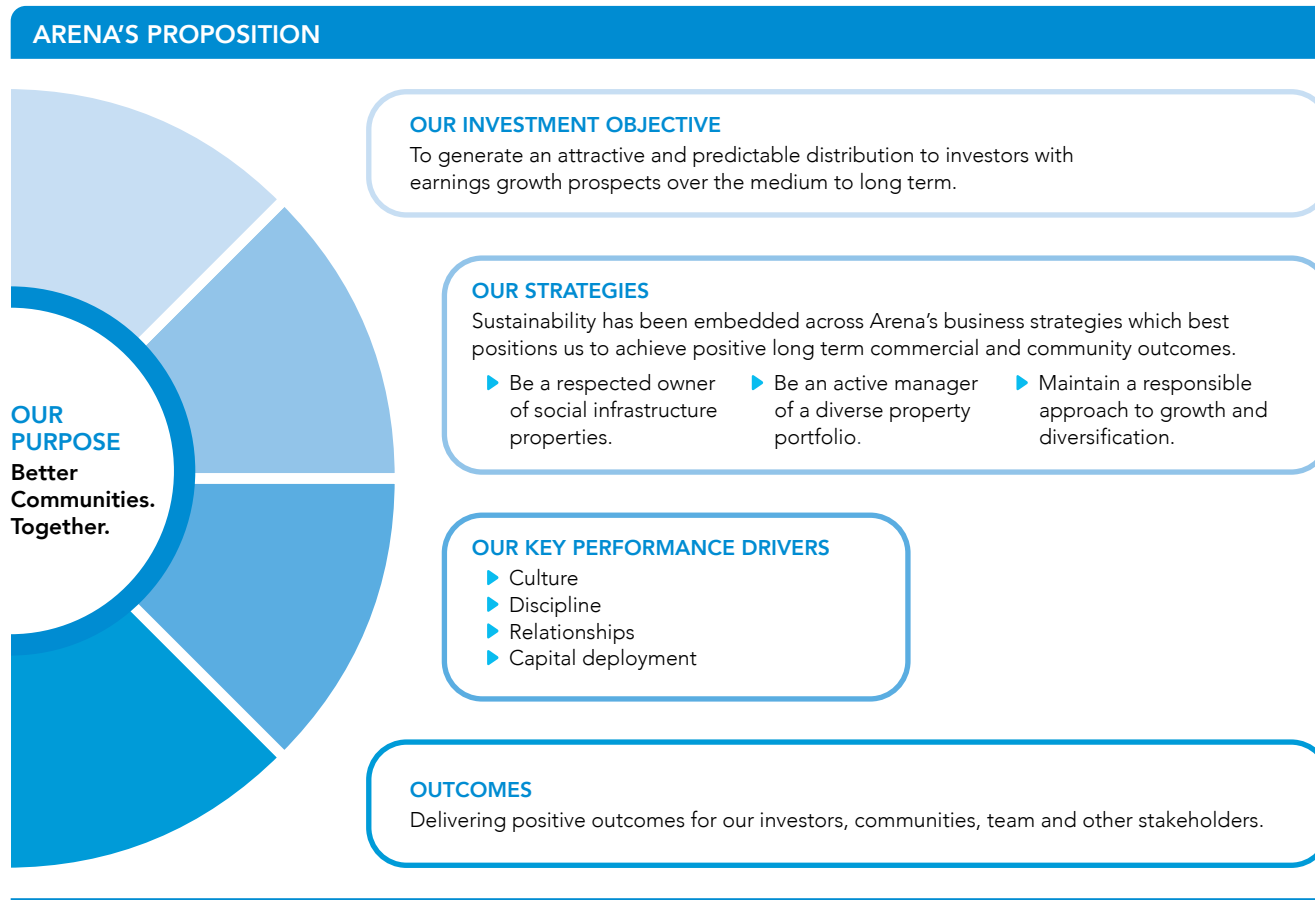 ARENA'S PROPOSITION
OUR INVESTMENT OBJECTIVE
To generate an attractive and predictable distribution to investors with
earnings growth prospects over the medium to long term.
OUR STRATEGIES
Sustainability has been embedded across Arena's business strategies which best
positions us to achieve positive long term commercial and community outcomes.
Be a respected owner
of social infrastructure
properties.
Be an active manager
of a diverse property
portfolio.
Maintain a responsible
approach to growth and
diversification.
OUR
PURPOSE
Better
Communities.
Together.
OUR KEY PERFORMANCE DRIVERS
Culture
Discipline
Relationships
Capital deployment
OUTCOMES
Delivering positive outcomes for our investors, communities, team and other stakeholders.